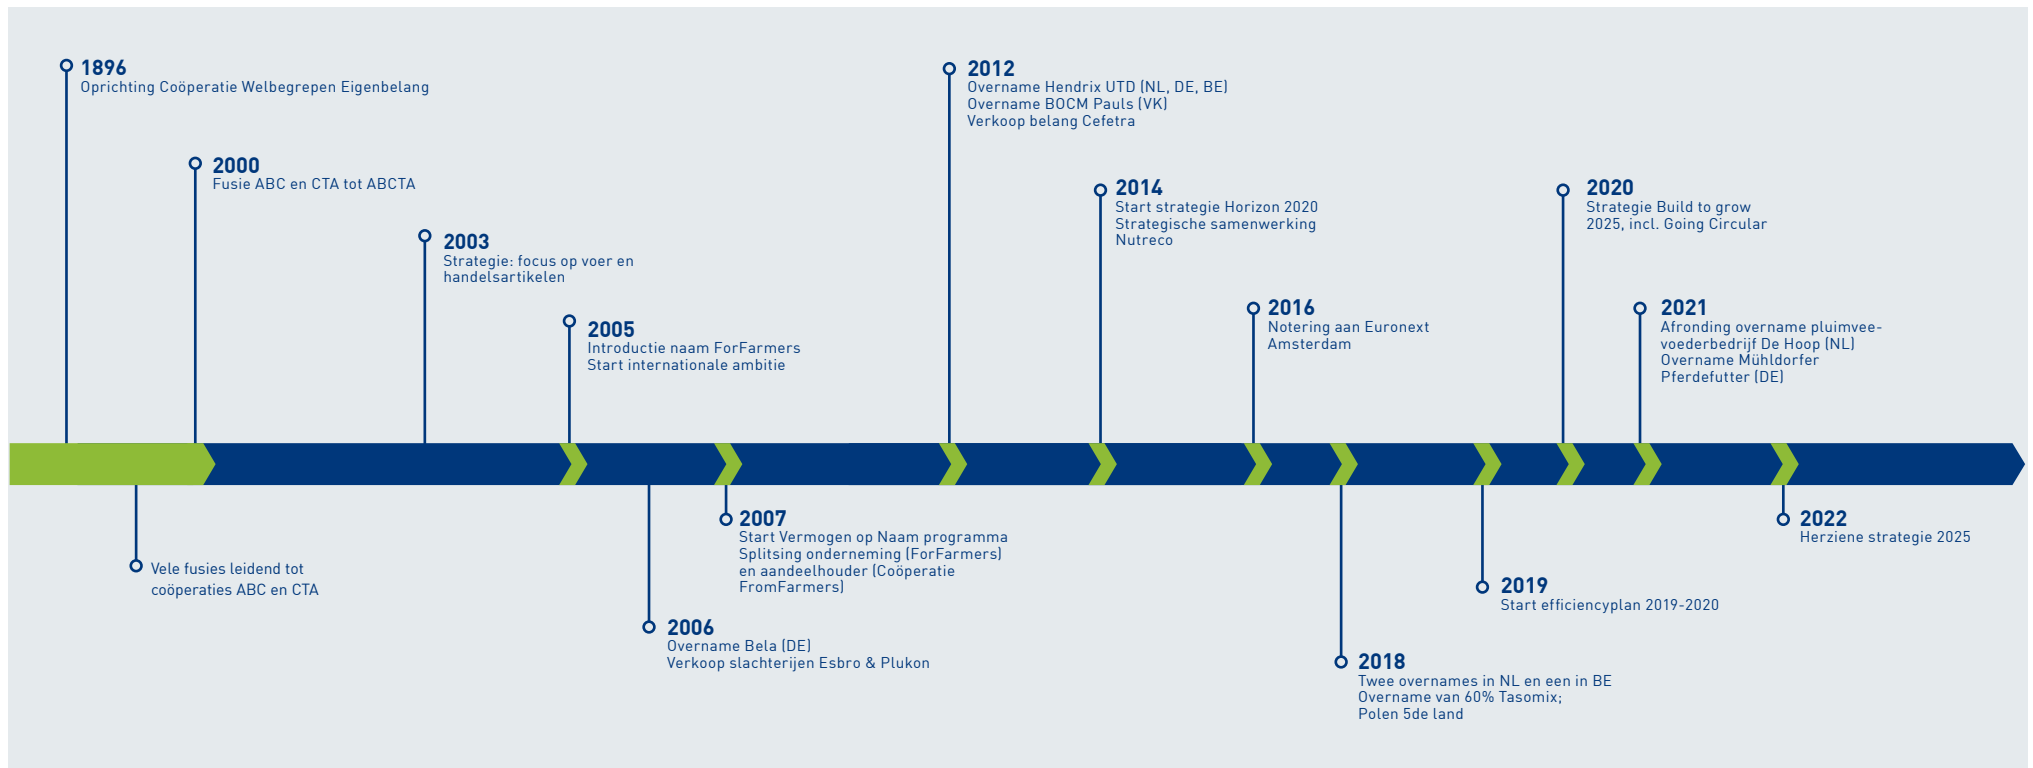 1896
Oprichting Coöperatie Welbegrepen Eigenbelang
Vele fusies leidend tot
coöperaties ABC en CTA
2000
Fusie ABC en CTA tot ABCTA
2003
Strategie: focus op voer en
handelsartikelen
2005
Introductie naam ForFarmers
Start internationale ambitie
2006
Overname Bela (DE)
Verkoop slachterijen Esbro & Plukon
2007
Start Vermogen op Naam programma
Splitsing onderneming (ForFarmers)
en aandeelhouder (Coöperatie
FromFarmers)
2012
Overname Hendrix UTD (NL, DE, BE)
Overname BOCM Pauls (VK)
Verkoop belang Cefetra
2014
Start strategie Horizon 2020
Strategische samenwerking
Nutreco
2016
Notering aan Euronext
Amsterdam
2018
Twee overnames in NL en een in BE
Overname van 60% Tasomix;
Polen 5de land
2019
Start efficiencyplan 2019-2020
2020
Strategie Build to grow
2025, incl. Going Circular
2021
Afronding overname pluimvee-
voederbedrijf De Hoop (NL)
Overname Mühldorfer
Pferdefutter (DE)
2022
Herziene strategie 2025